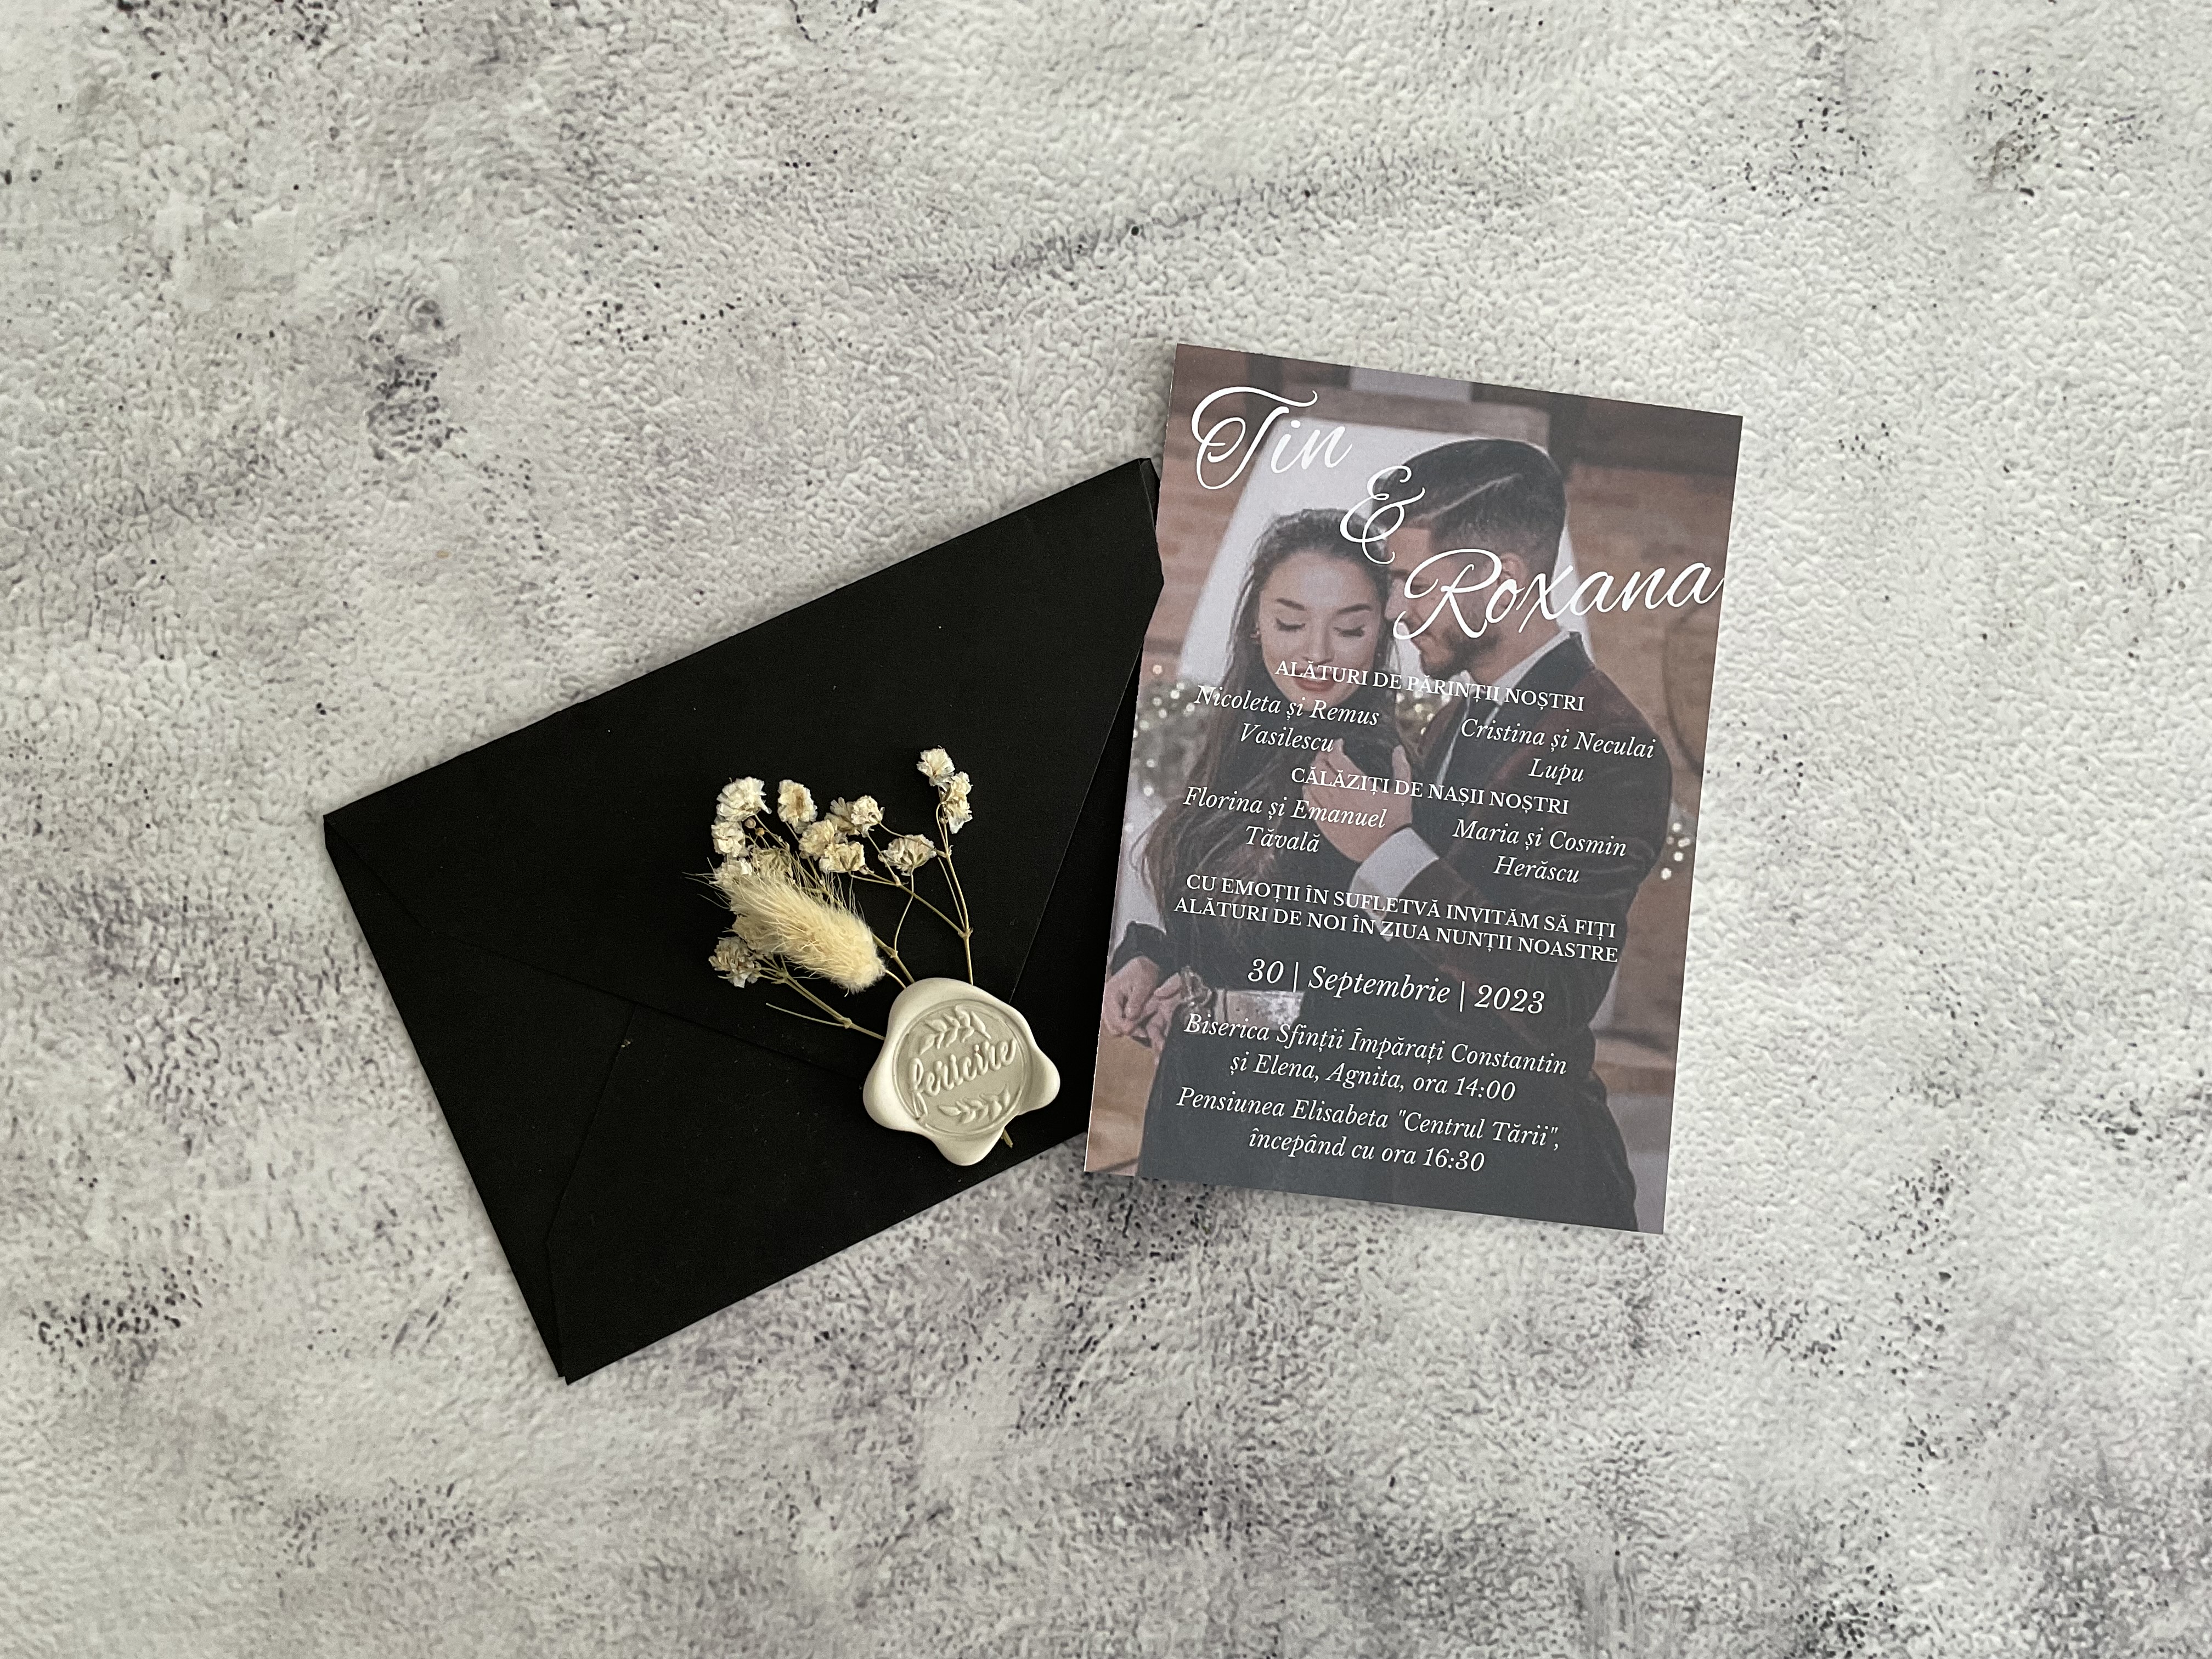 Tin
&
Roxana
ALĂTURI DE PĂRINȚII NOȘTRI
Nicoleta și Remus
Vasilescu
Cristina și Neculai
Lupu
CĂLĂZIȚI DE NAȘII NOȘTRI
Florina și Emanuel
Tăvală
Maria și Cosmin
Herăscu
CU EMOȚII ÎN SUFLETVĂ INVITĂM SĂ FIȚI
ALĂTURI DE NOI ÎN ZIUA NUNȚII NOASTRE
30 | Septembrie | 2023
Biserica Sfinții Împărați Constantin
și Elena, Agnita, ora 14:00
Pensiunea Elisabeta "Centrul Tării",
începând cu ora 16:30
fericire